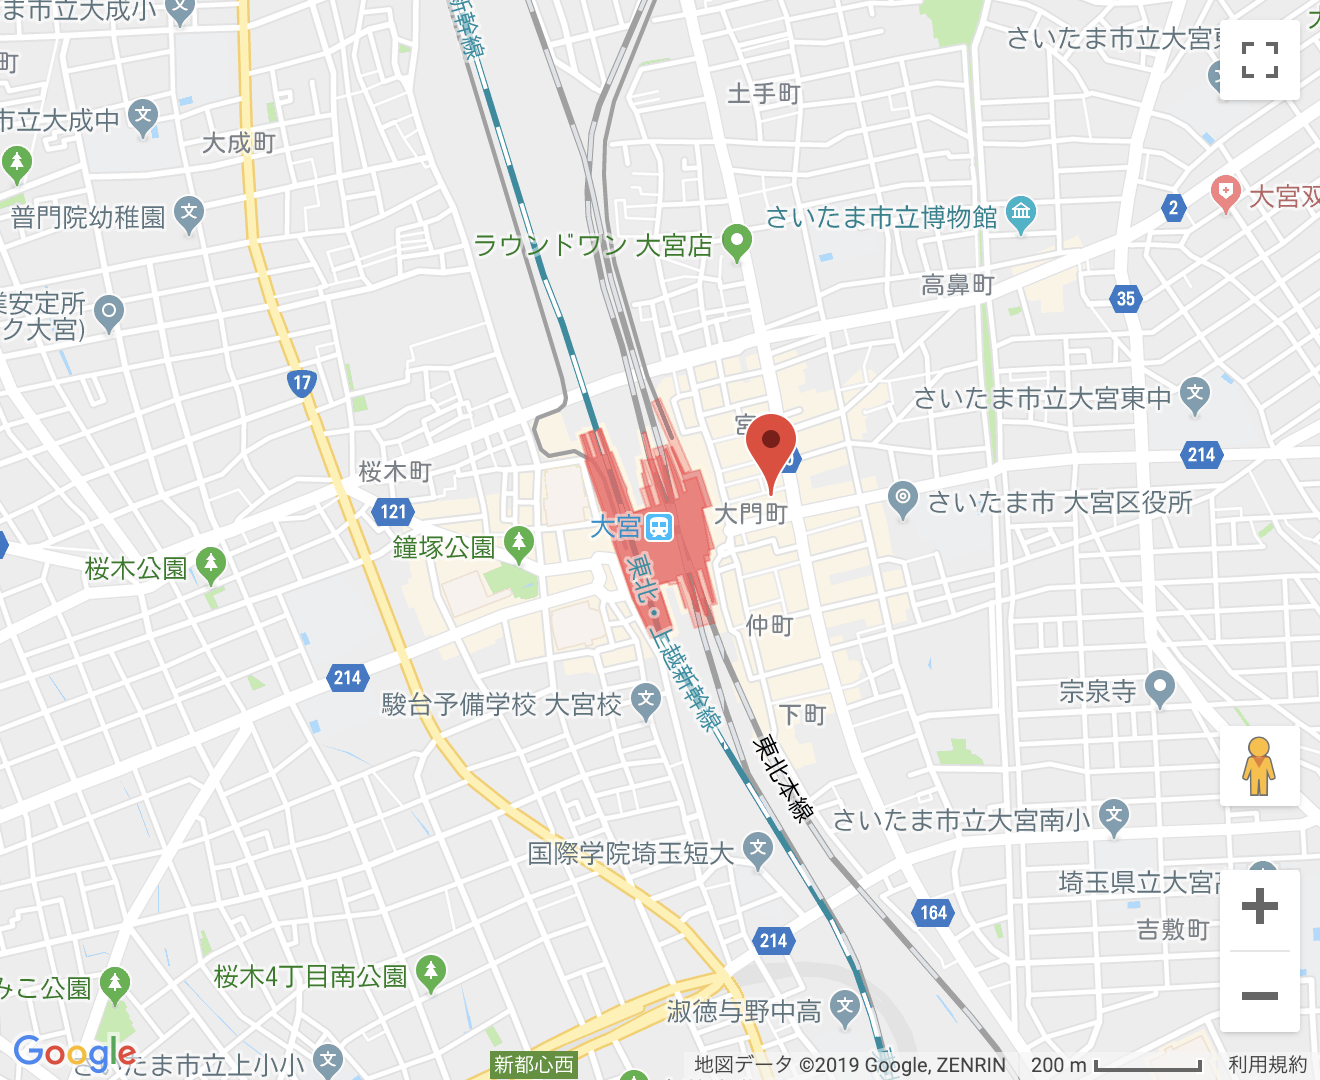 ま市立大成小
新幹線
さいたま市立大宮東
町
土手町
市立大成中
大成町
普門院幼稚園
2
大宮双
さいたま市立博物館
ラウンドワン 大宮店
高鼻町
35
業安定所
ク大宮)
17
さいたま市立大宮東中
宮
214
桜木町
121
大門町
さいたま市 大宮区役所
大宮
鐘塚公園
桜木公園
東北・上越新幹線
仲町
214
駿台予備学校 大宮校
宗泉寺
下町
東北本線
さいたま市立大宮南小
国際学院埼玉短大
埼玉県立大宮高
164
吉敷町
214
桜木4丁目南公園
みこ公園
淑徳与野中高
Google
さいたま市立上小小
新都心西
地図データ ©2019 Google, ZENRIN
200 m
利用規約